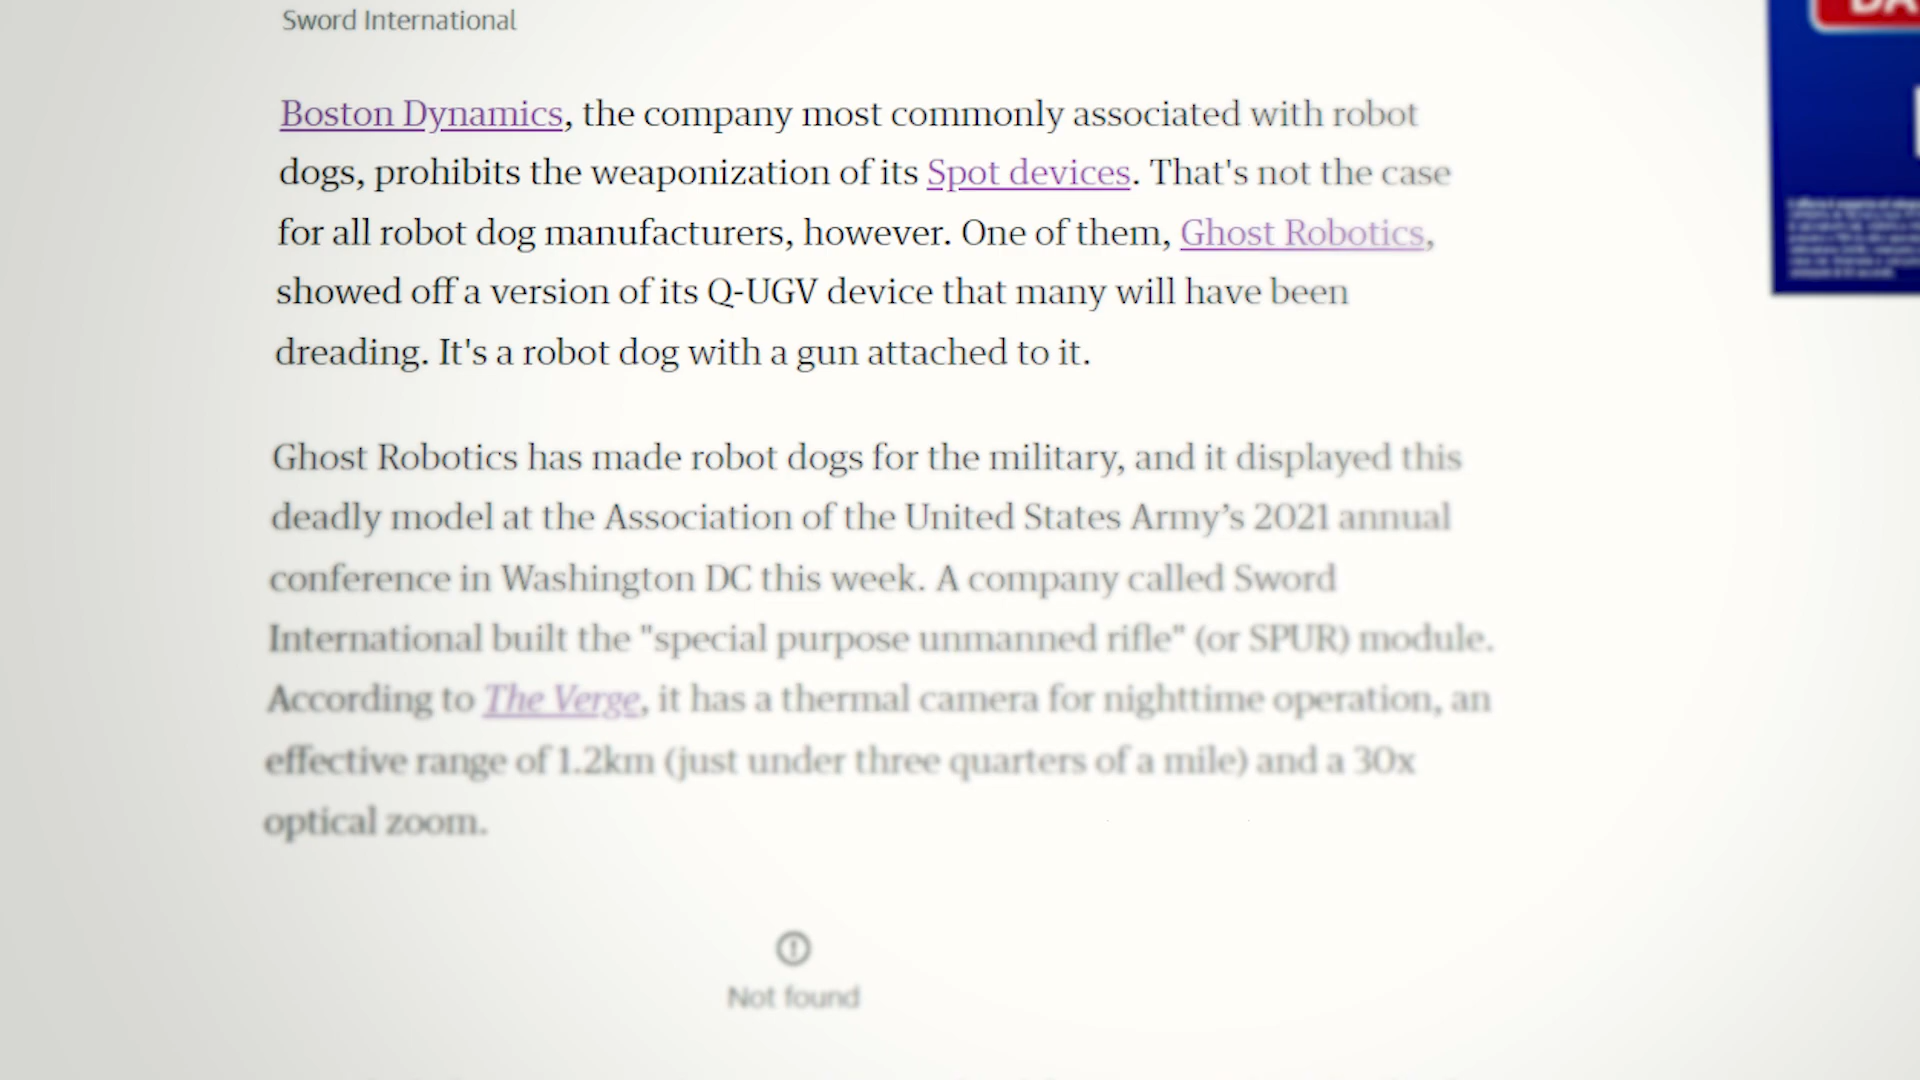 Sword International
Boston Dynamics, the company most commonly associated with robot
dogs, prohibits the weaponization of its Spot devices. That's not the case
for all robot dog manufacturers, however. One of them, Ghost Robotics,
showed off a version of its Q-UGV device that many will have been
dreading. It's a robot dog with a gun attached to it.
Ghost Robotics has made robot dogs for the military, and it displayed this
deadly model at the Association of the United States Army’s 2021 annual
conference in Washington DC this week. A company called Sword
International built the "special purpose unmanned rifle" (or SPUR) module.
According to The Verge, it has a thermal camera for nighttime operation, an
effective range of 1.2km (just under three quarters of a mile) and a 30x
optical zoom.
Not found